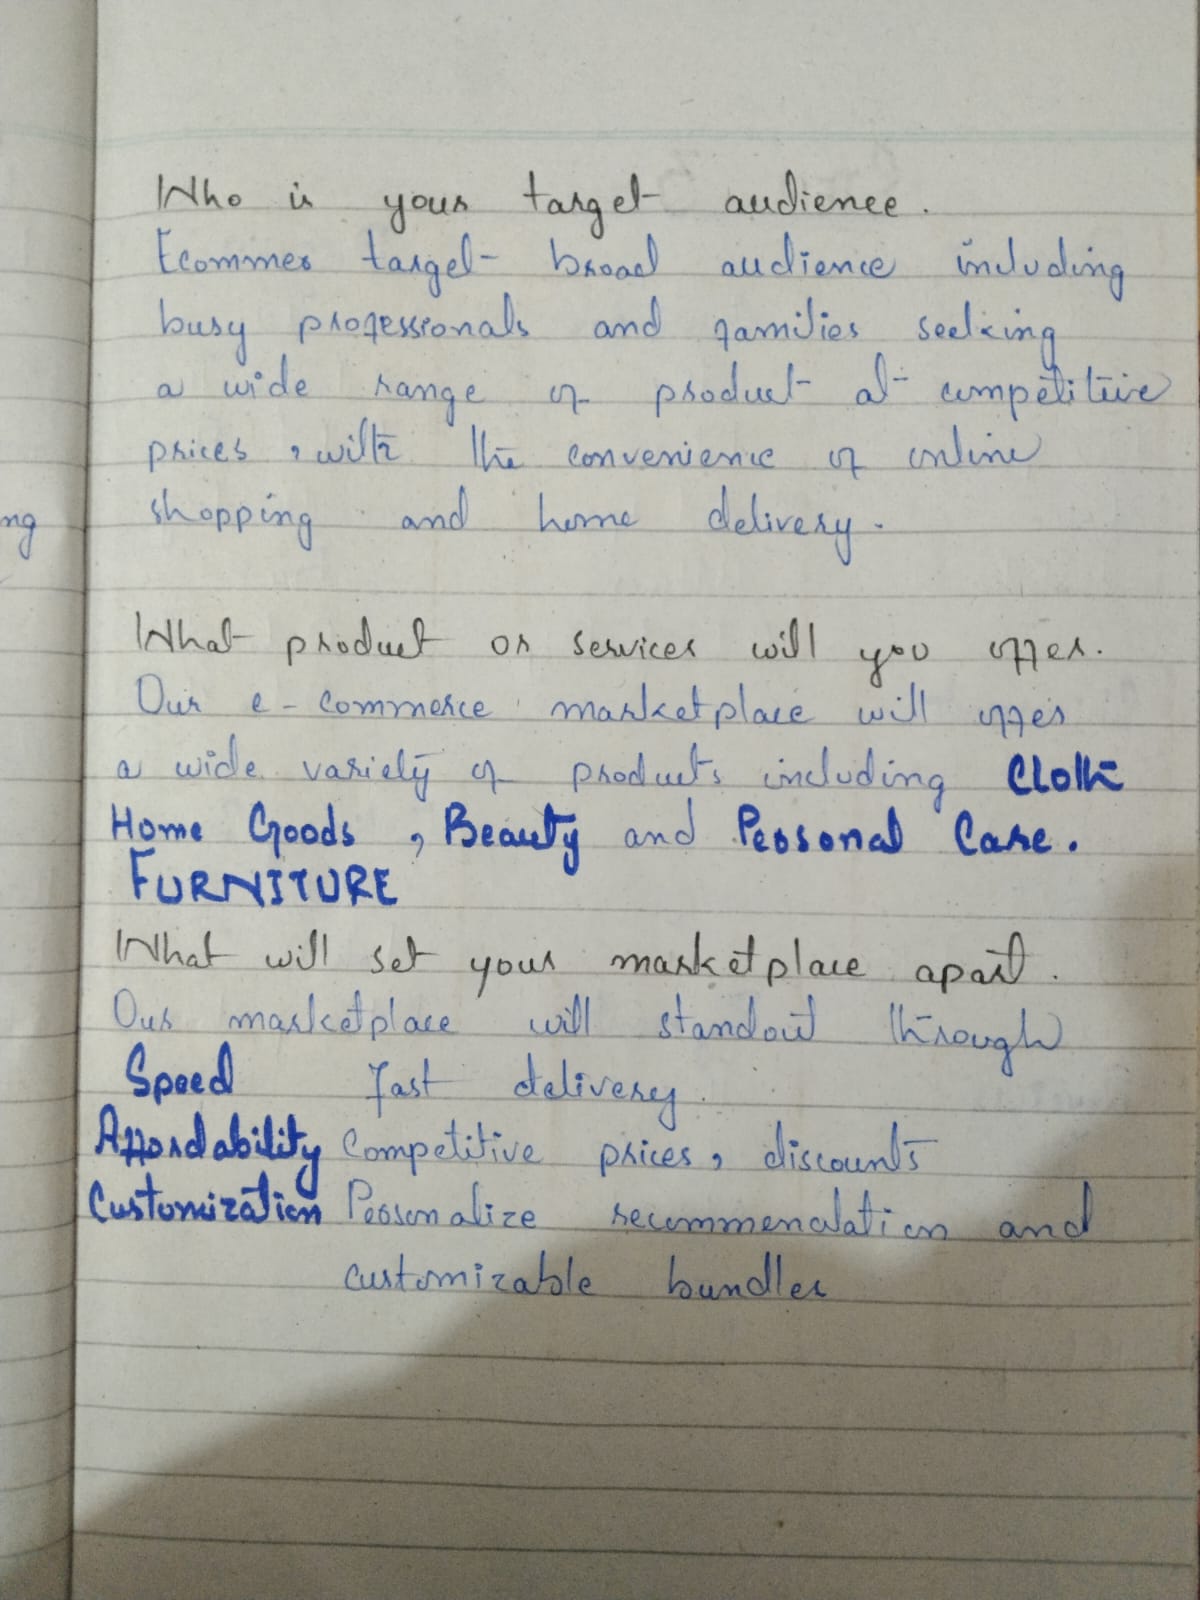 Who is your target audience.
Ecommer target broad audience including
busy professionals and families seeking
a wide range of product at competitive
prices, with the convenience of online
ng
shopping and home delivery.
What product or services will you offer.
Our e-commerce marketplace will offer
a wide variety of products including Cloth
Home Goods, Beauty and Personal Care.
FURNITURE
What will set your marketplace apart.
Our marketplace will standout through
Speed Fast delivery.
Affordability Competitive prices, discounts
Customization Personalize recommendation and
customizable bundles